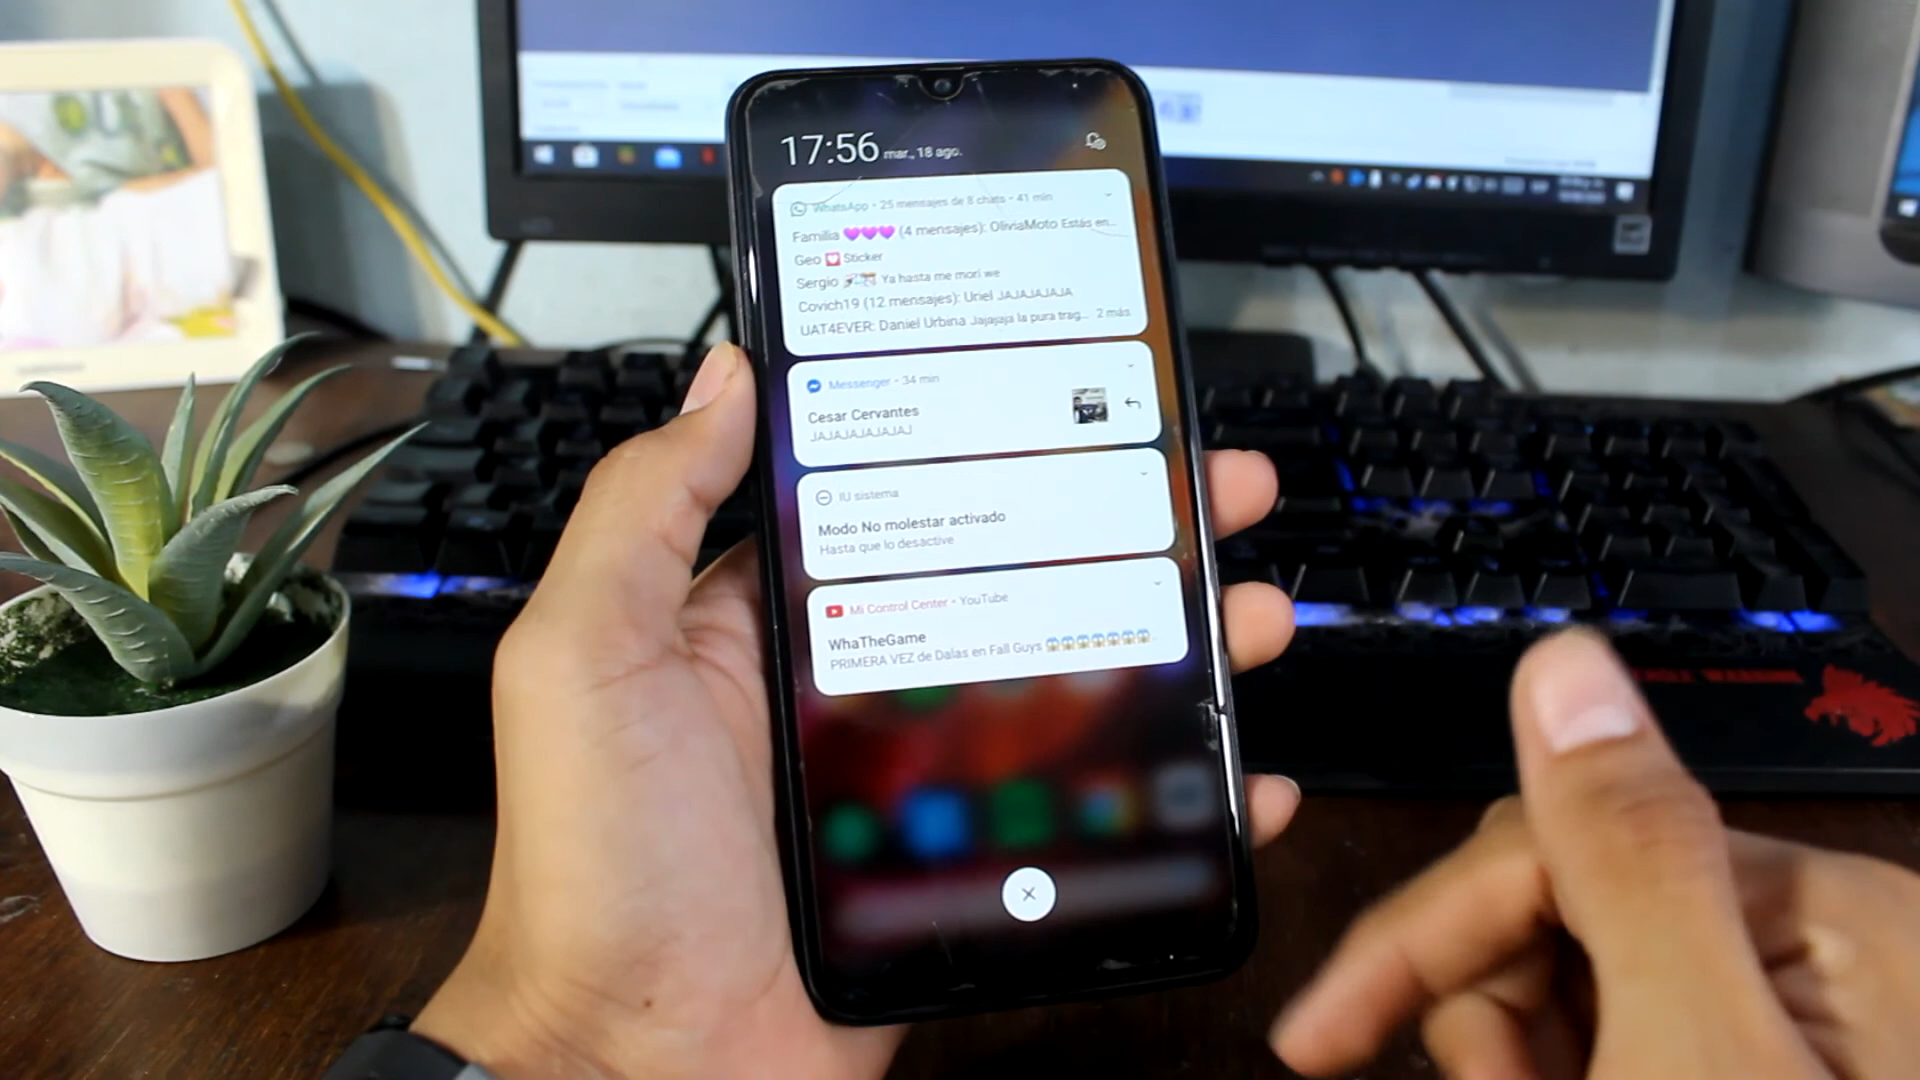 17:56 mar., 18 ago.
WhatsApp • 25 mensajes de 8 chats • 41 min
Familia 💜💜💜 (4 mensajes): OliviaMoto Estás en...
Geo 💟 Sticker
Sergio Ya hasta me mori we
Covich19 (12 mensajes): Uriel JAJAJAJAJA
UAT4EVER: Daniel Urbina Jajajaja la pura trag... 2 más
Messenger • 34 min
Cesar Cervantes
JAJAJAJAJAJAJ
IU sistema
Modo No molestar activado
Hasta que lo desactive
Mi Control Center • YouTube
WhaTheGame
PRIMERA VEZ de Dalas en Fall Guys 😱😱😱😱😱😱😱
WARRIOR